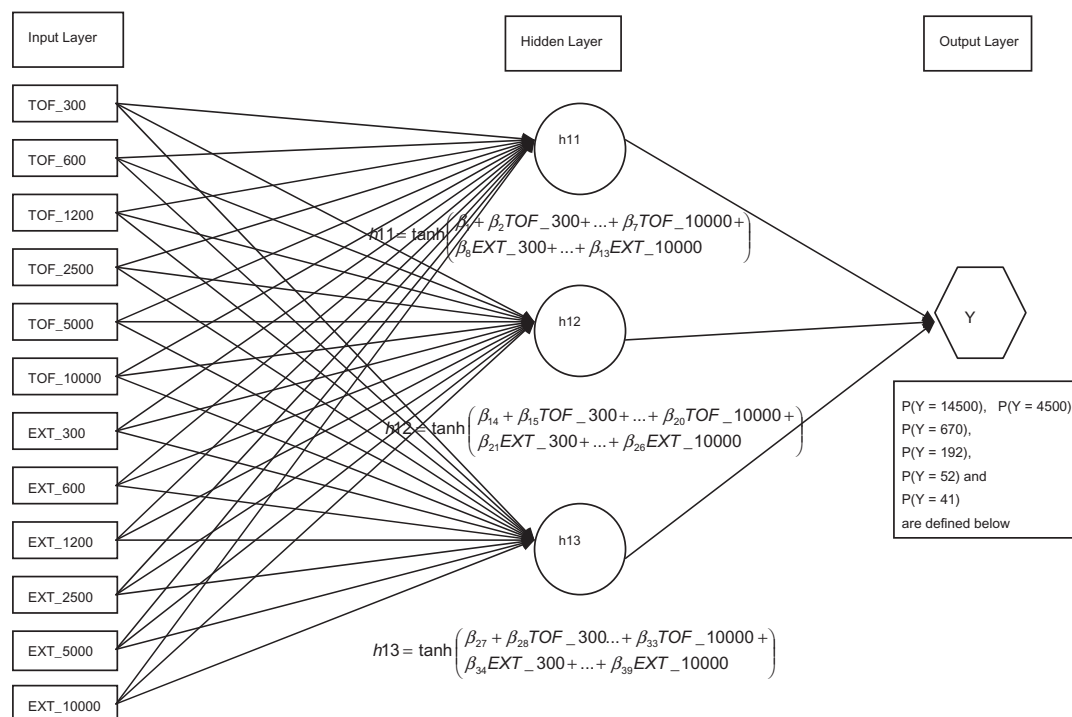 Input Layer
Hidden Layer
Output Layer
TOF_300
TOF_600
TOF_1200
TOF_2500
TOF_5000
TOF_10000
EXT_300
EXT_600
EXT_1200
EXT_2500
EXT_5000
EXT_10000
h11
h11 = tanh(β₁ + β₂TOF_300 + ... + β₇TOF_10000 +
β₈EXT_300 + ... + β₁₃EXT_10000)
h12
h12 = tanh(β₁₄ + β₁₅TOF_300 + ... + β₂₀TOF_10000 +
β₂₁EXT_300 + ... + β₂₆EXT_10000)
h13
h13 = tanh(β₂₇ + β₂₈TOF_300... + β₃₃TOF_10000 +
β₃₄EXT_300 + ... + β₃₉EXT_10000)
Y
P(Y = 14500), P(Y = 4500)
P(Y = 670),
P(Y = 192),
P(Y = 52) and
P(Y = 41)
are defined below